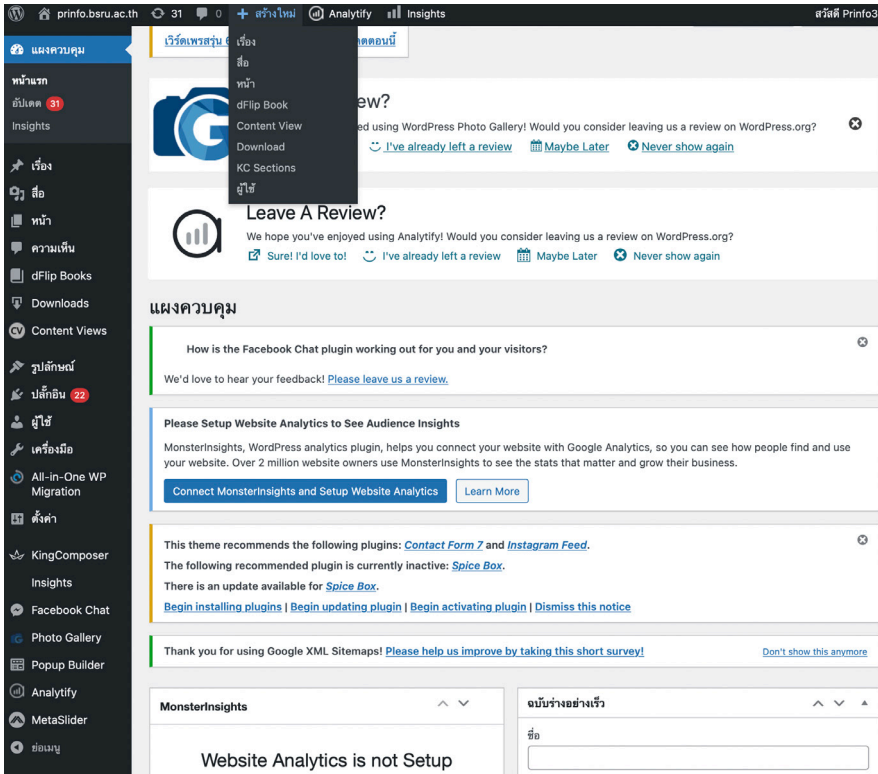 prinfo.bsru.ac.th 31 0 + สร้างใหม่ Analytify Insights สวัสดี Prinfo3
แผงควบคุม
หน้าแรก
อัปเดต 31
Insights
เรื่อง
สื่อ
หน้า
ความเห็น
dFlip Books
Downloads
Content Views
รูปลักษณ์
ปลั๊กอิน 22
ผู้ใช้
เครื่องมือ
All-in-One WP
Migration
ตั้งค่า
KingComposer
Insights
Facebook Chat
Photo Gallery
Popup Builder
Analytify
MetaSlider
ย่อเมนู
เรื่อง
สื่อ
หน้า
dFlip Book
Content View
Download
KC Sections
ผู้ใช้
เวิร์ดเพรสรุ่น
ew?
ed using WordPress Photo Gallery! Would you consider leaving us a review on WordPress.org?
I've already left a review Maybe Later Never show again
Leave A Review?
We hope you've enjoyed using Analytify! Would you consider leaving us a review on WordPress.org?
Sure! I'd love to! I've already left a review Maybe Later Never show again
แผงควบคุม
How is the Facebook Chat plugin working out for you and your visitors?
We'd love to hear your feedback! Please leave us a review.
Please Setup Website Analytics to See Audience Insights
MonsterInsights, WordPress analytics plugin, helps you connect your website with Google Analytics, so you can see how people find and use
your website. Over 2 million website owners use MonsterInsights to see the stats that matter and grow their business.
Connect MonsterInsights and Setup Website Analytics Learn More
This theme recommends the following plugins: Contact Form 7 and Instagram Feed.
The following recommended plugin is currently inactive: Spice Box.
There is an update available for Spice Box.
Begin installing plugins | Begin updating plugin | Begin activating plugin | Dismiss this notice
Thank you for using Google XML Sitemaps! Please help us improve by taking this short survey! Don't show this anymore
MonsterInsights
Website Analytics is not Setup
ฉบับร่างอย่างเร็ว
ชื่อ